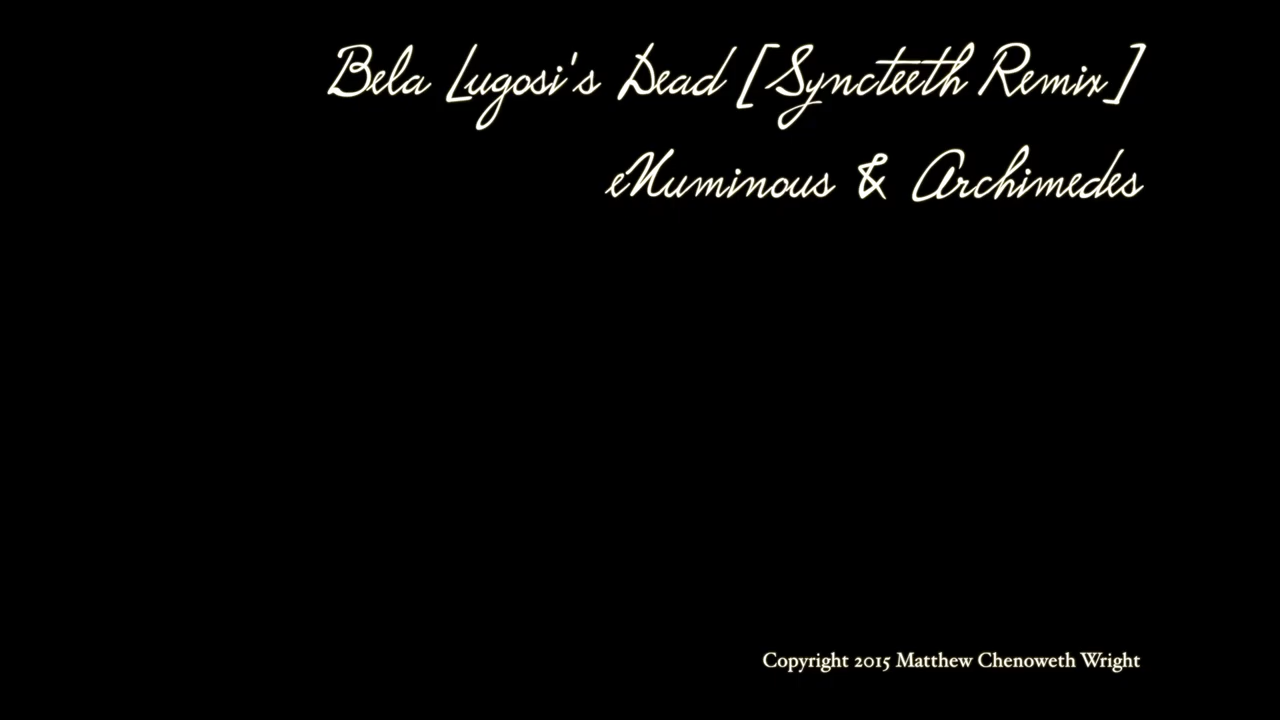 Bela Lugosi's Dead [Syncteeth Remix]
eNuminous & Archimedes
Copyright 2015 Matthew Chenoweth Wright